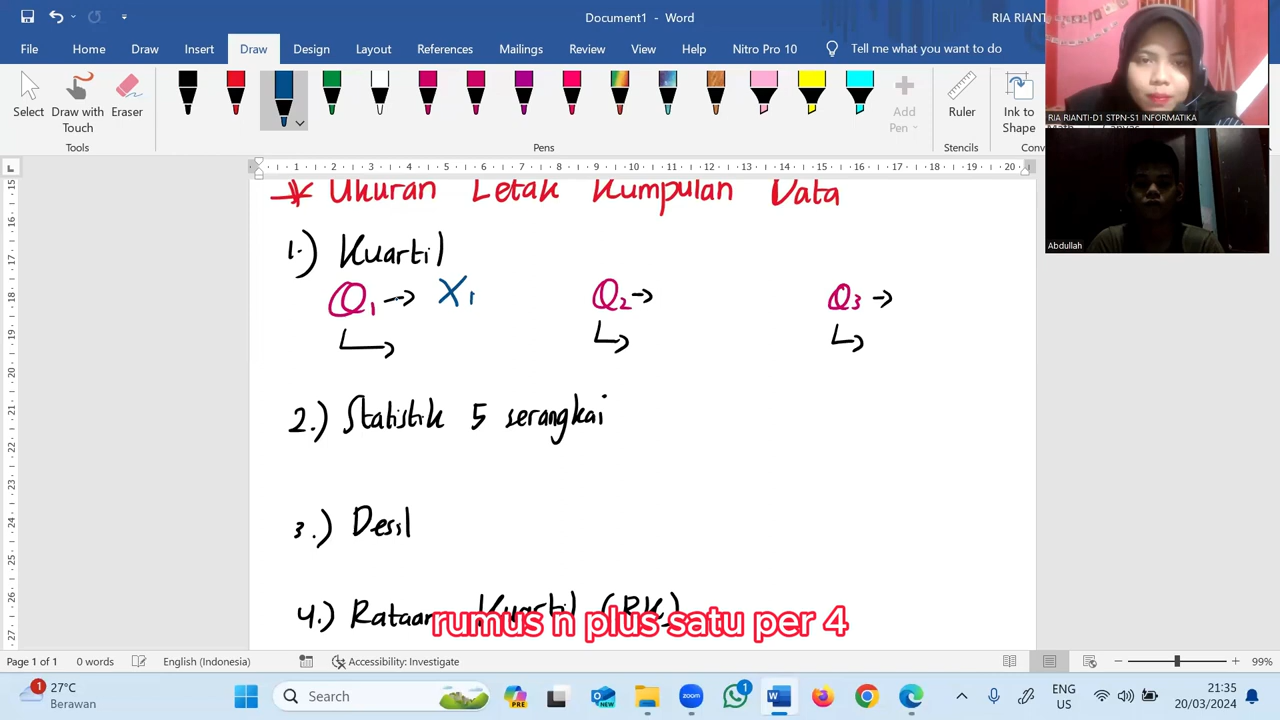 Document1 - Word
RIA RIANTI
File Home Draw Insert Draw Design Layout References Mailings Review View Help Nitro Pro 10 Tell me what you want to do
Select
Draw with Touch
Eraser
Add Pen
Ruler
Ink to Shape
Tools
Pens
Stencils
Conv
RIA RIANTI-D1 STPN-S1 INFORMATIKA
Abdullah
Ukuran Letak Kumpulan Data
1.) Kuartil
Q1 → X1 Q2 → Q3 →
2.) Statistik 5 serangkai
3.) Desil
4.) Rataan Kuartil (RK)
rumus n plus satu per 4
Page 1 of 1 0 words English (Indonesia) Accessibility: Investigate 99%
27°C
Berawan
Search
ENG
US
21:35
20/03/2024